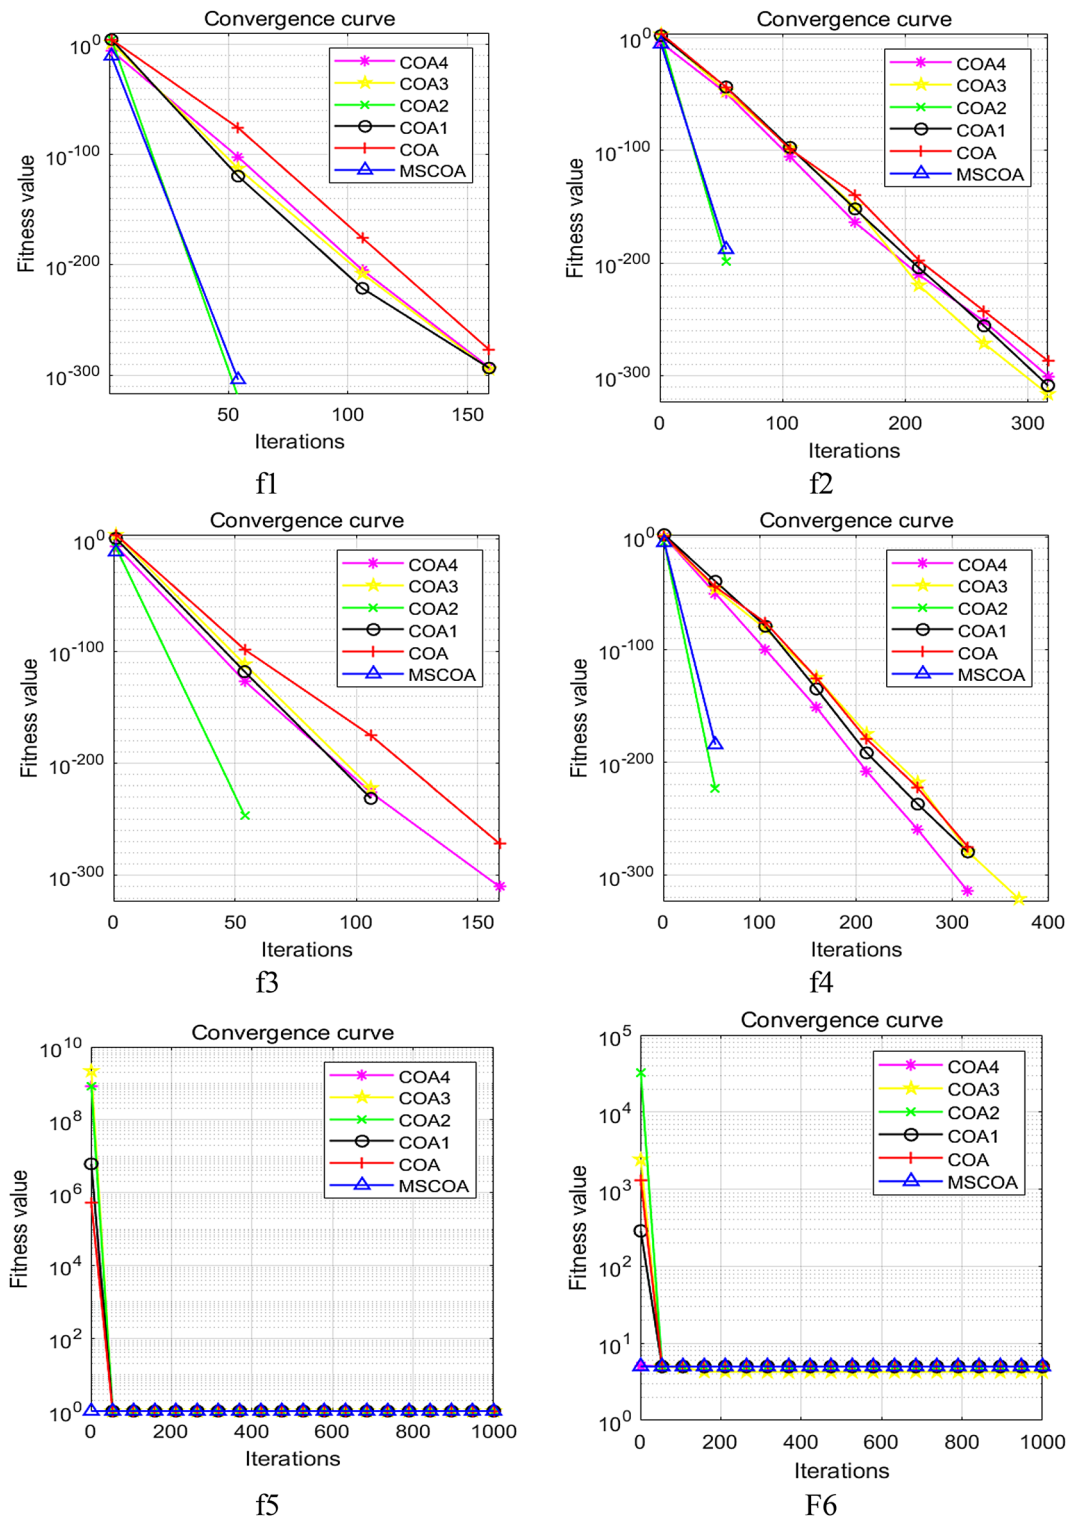 Convergence curve
10^0
10^-100
10^-200
10^-300
Fitness value
COA4
COA3
COA2
COA1
COA
MSCOA
50 100 150
Iterations
f1
Convergence curve
10^0
10^-100
10^-200
10^-300
Fitness value
COA4
COA3
COA2
COA1
COA
MSCOA
0 100 200 300
Iterations
f2
Convergence curve
10^0
10^-100
10^-200
10^-300
Fitness value
COA4
COA3
COA2
COA1
COA
MSCOA
0 50 100 150
Iterations
f3
Convergence curve
10^0
10^-100
10^-200
10^-300
Fitness value
COA4
COA3
COA2
COA1
COA
MSCOA
0 100 200 300 400
Iterations
f4
Convergence curve
10^10
10^8
10^6
10^4
10^2
10^0
Fitness value
COA4
COA3
COA2
COA1
COA
MSCOA
0 200 400 600 800 1000
Iterations
f5
Convergence curve
10^5
10^4
10^3
10^2
10^1
10^0
Fitness value
COA4
COA3
COA2
COA1
COA
MSCOA
0 200 400 600 800 1000
Iterations
F6